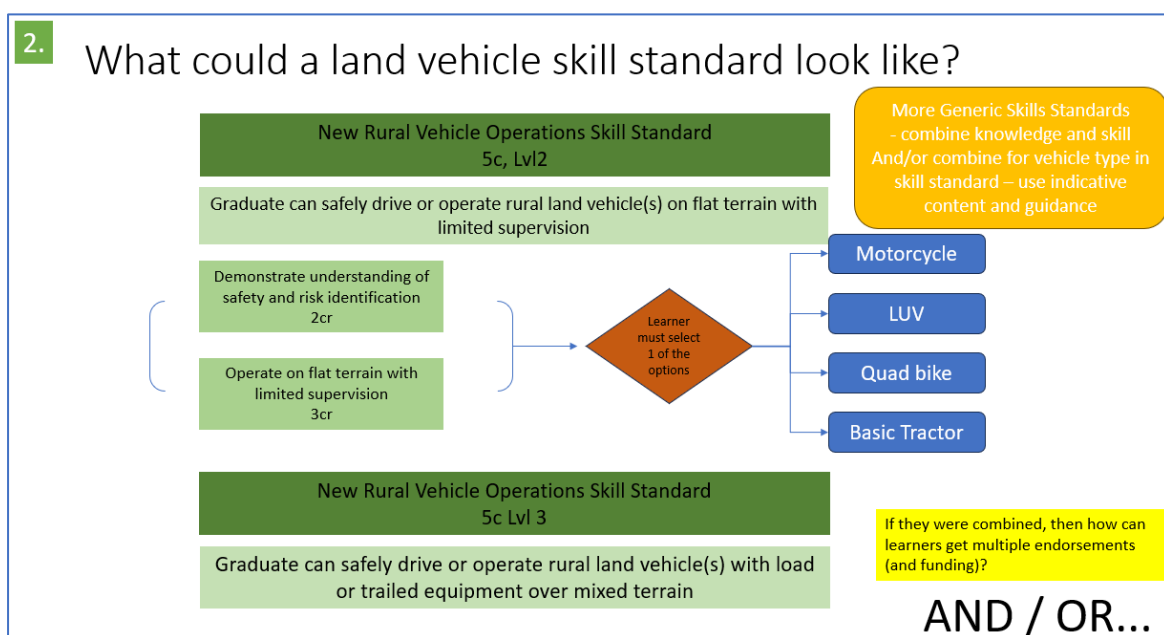 2.
What could a land vehicle skill standard look like?
New Rural Vehicle Operations Skill Standard
5c, Lvl2
Graduate can safely drive or operate rural land vehicle(s) on flat terrain with
limited supervision
More Generic Skills Standards
- combine knowledge and skill
And/or combine for vehicle type in
skill standard – use indicative
content and guidance
Demonstrate understanding of
safety and risk identification
2cr
Operate on flat terrain with
limited supervision
3cr
Learner
must select
1 of the
options
Motorcycle
LUV
Quad bike
Basic Tractor
New Rural Vehicle Operations Skill Standard
5c Lvl 3
Graduate can safely drive or operate rural land vehicle(s) with load
or trailed equipment over mixed terrain
If they were combined, then how can
learners get multiple endorsements
(and funding)?
AND / OR...